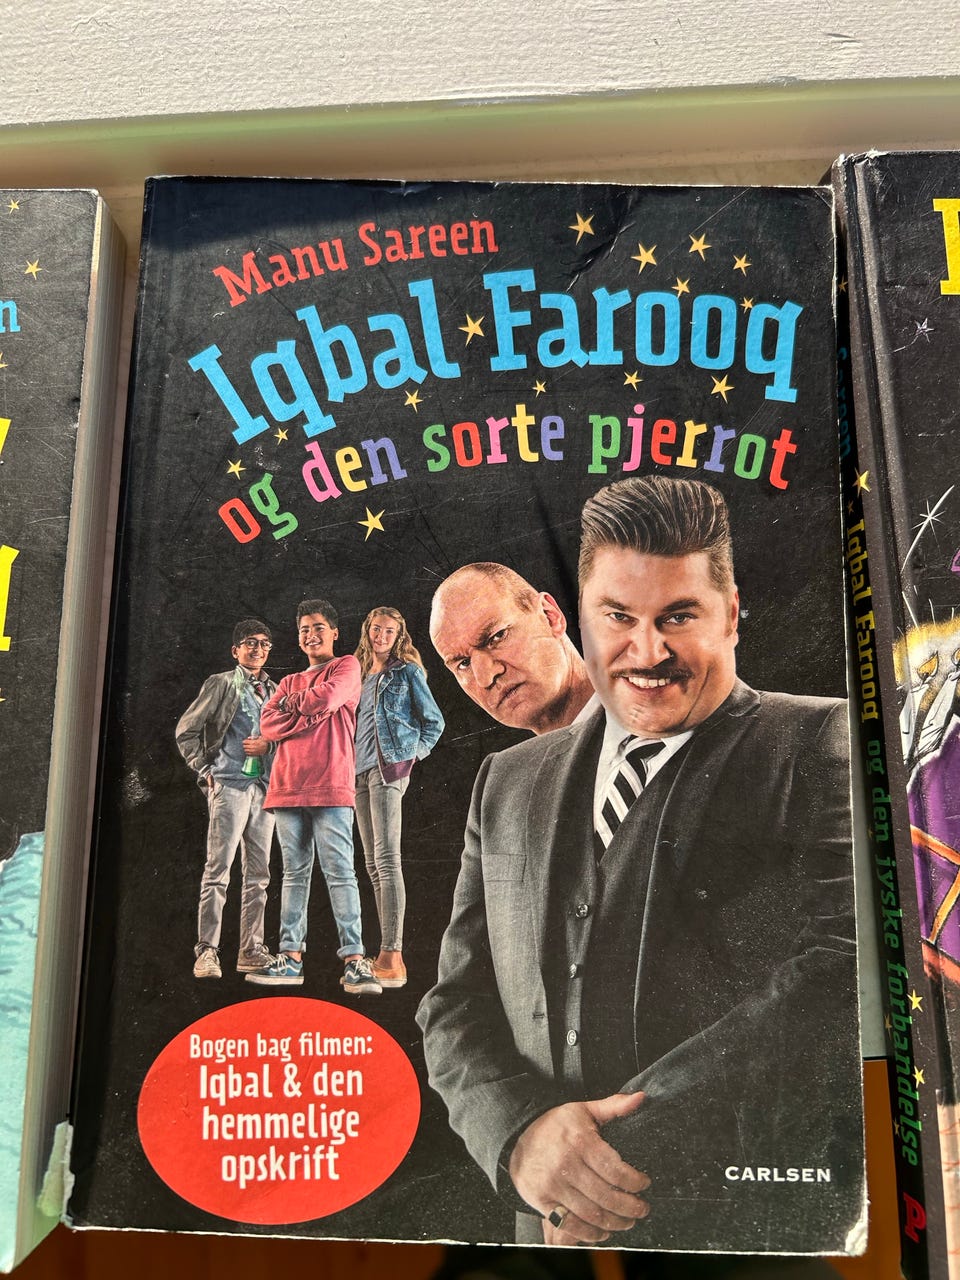 Manu Sareen
Iqbal Farooq
og den sorte pjerrot
Bogen bag filmen:
Iqbal & den
hemmelige
opskrift
CARLSEN
Iqbal Farooq og den jyske forbandelse